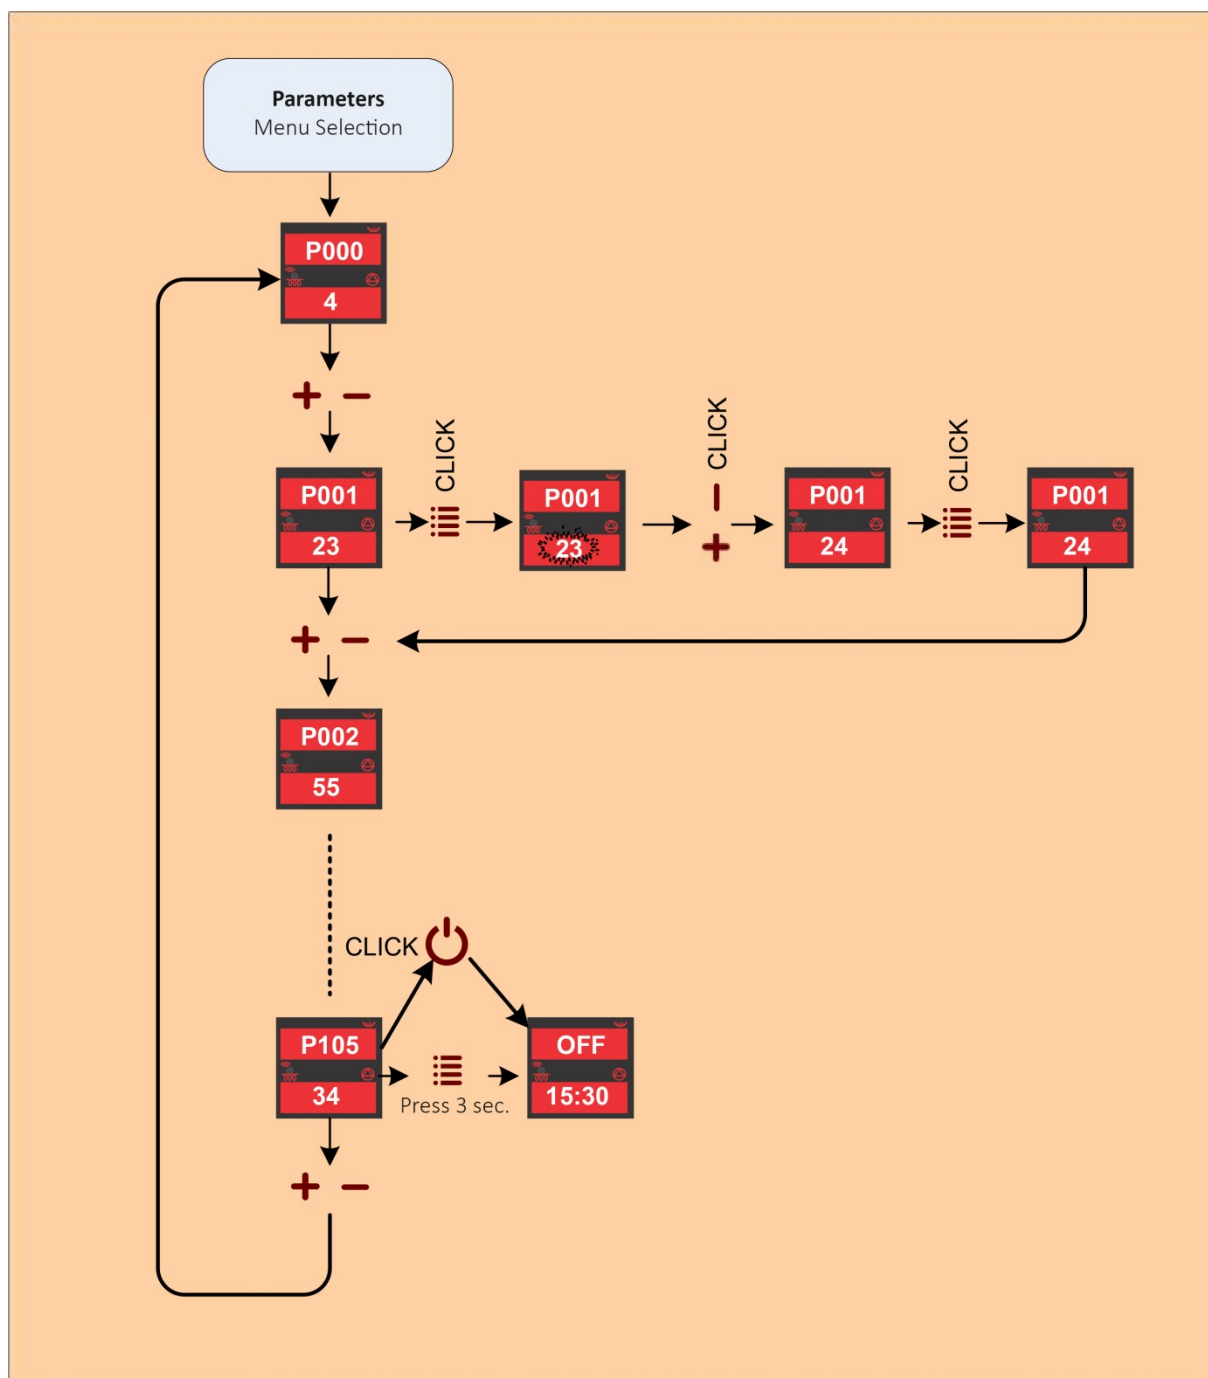 Parameters
Menu Selection
P000
4
+ −
P001
23
CLICK
P001
23
− CLICK
+
P001
24
CLICK
P001
24
+ −
P002
55
CLICK
P105
34
Press 3 sec.
OFF
15:30
+ −